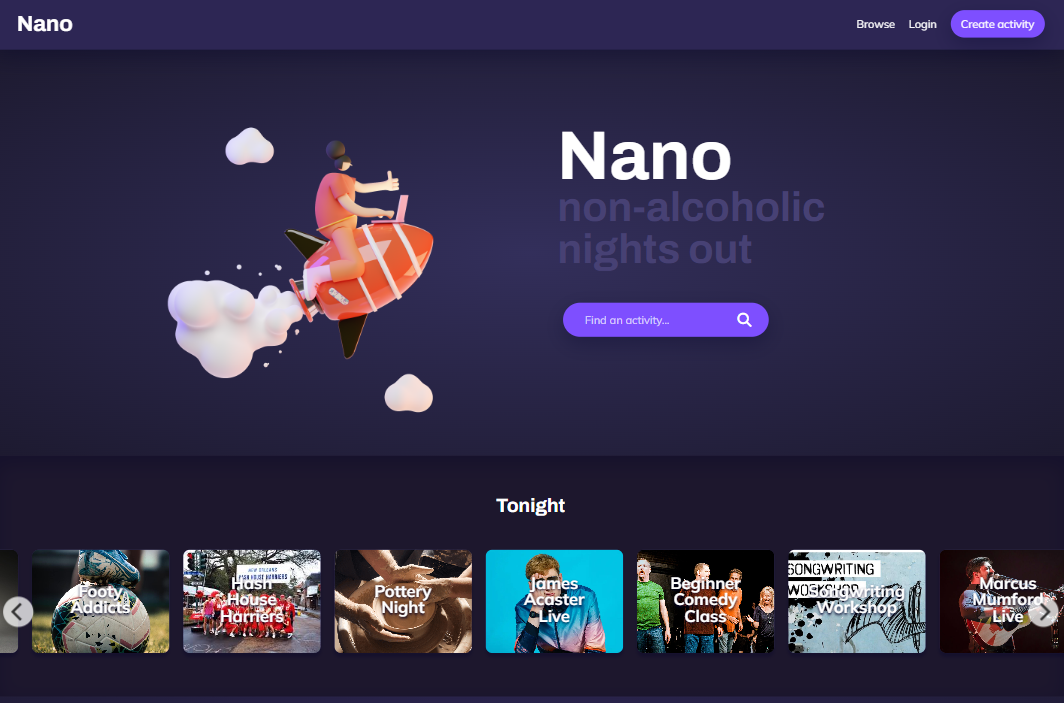 Nano
Browse Login Create activity
Nano
non-alcoholic
nights out
Find an activity...
Tonight
Footy
Addicts
NEW ORLEANS
HASH HOUSE HARRIERS
Hash
House
Harriers
Pottery
Night
James
Acaster
Live
Beginner
Comedy
Class
SONGWRITING
WORKSHOP
Songwriting
Workshop
Marcus
Mumford
Live